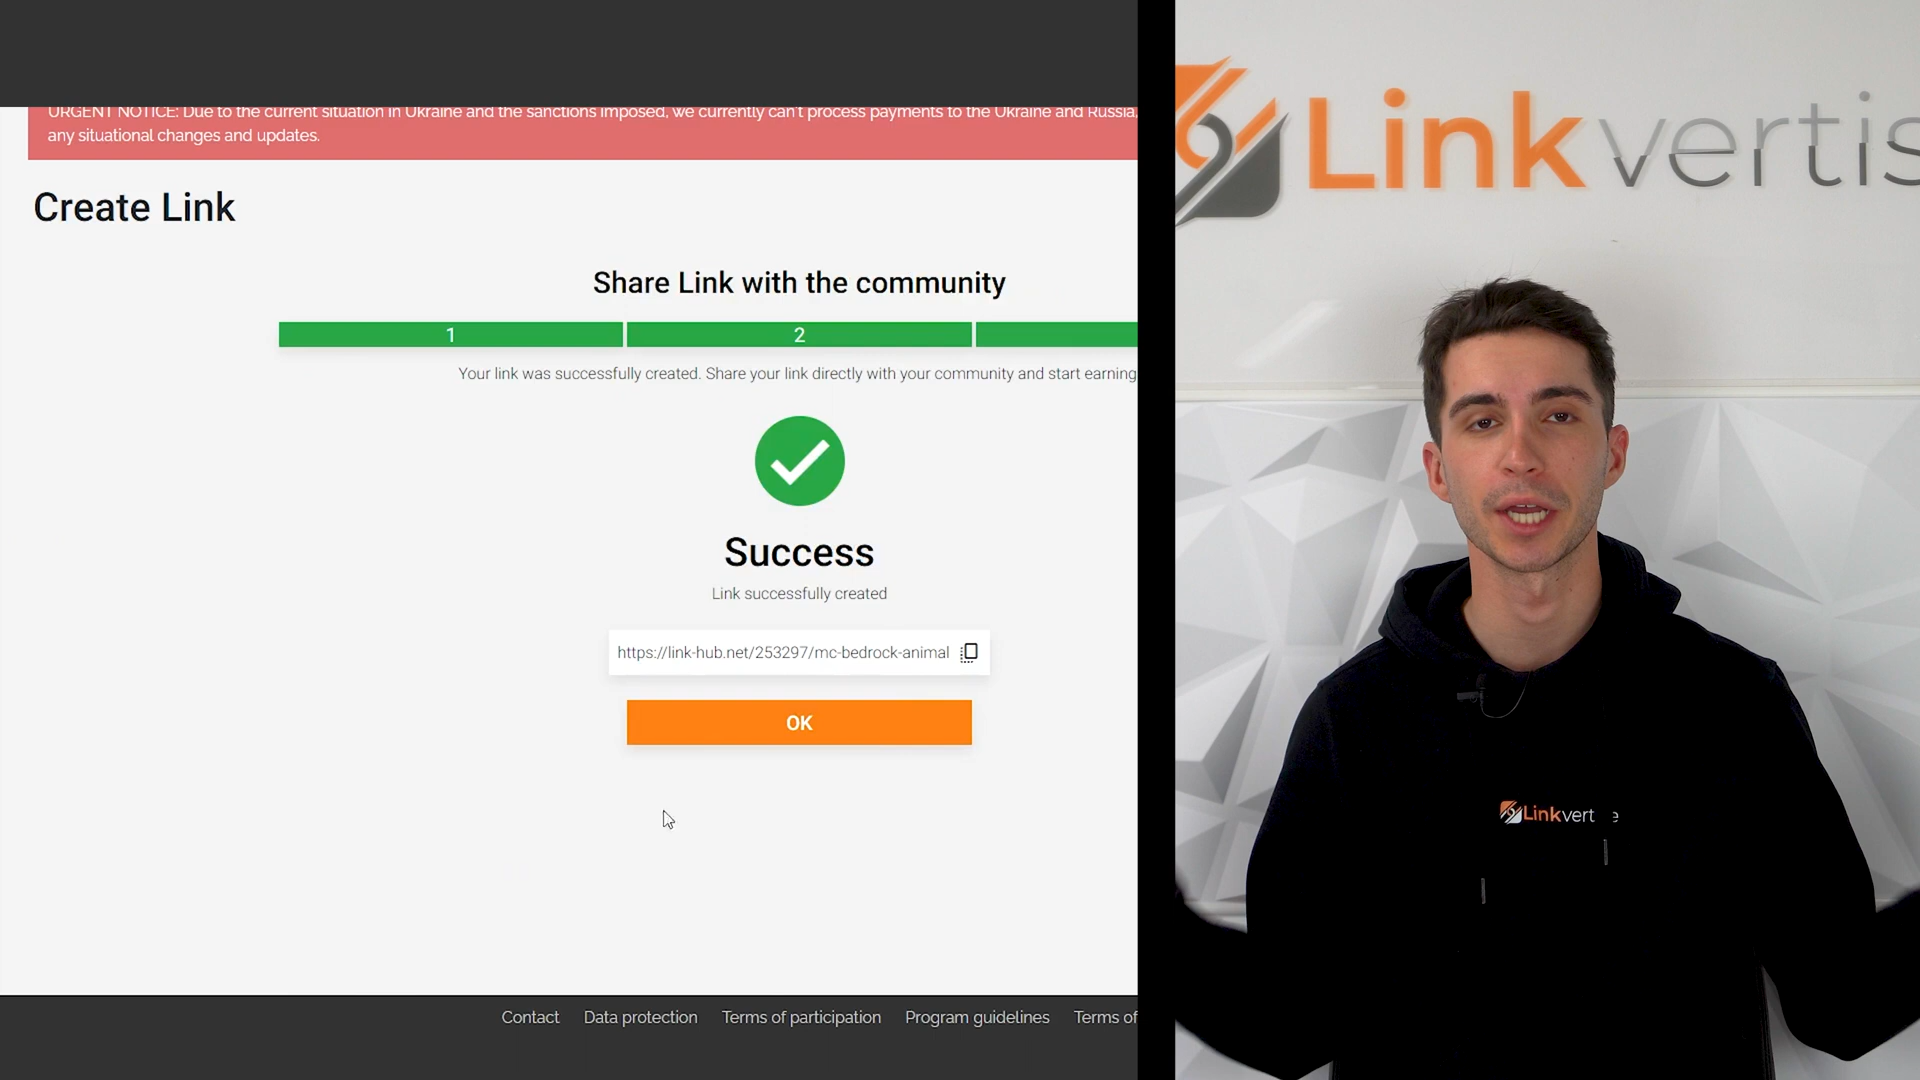 URGENT NOTICE: Due to the current situation in Ukraine and the sanctions imposed, we currently can't process payments to the Ukraine and Russia,
any situational changes and updates.
Create Link
Share Link with the community
1
2
Your link was successfully created. Share your link directly with your community and start earning
Success
Link successfully created
https://link-hub.net/253297/mc-bedrock-animal
OK
Contact Data protection Terms of participation Program guidelines Terms of
Linkvertis
Linkvert e